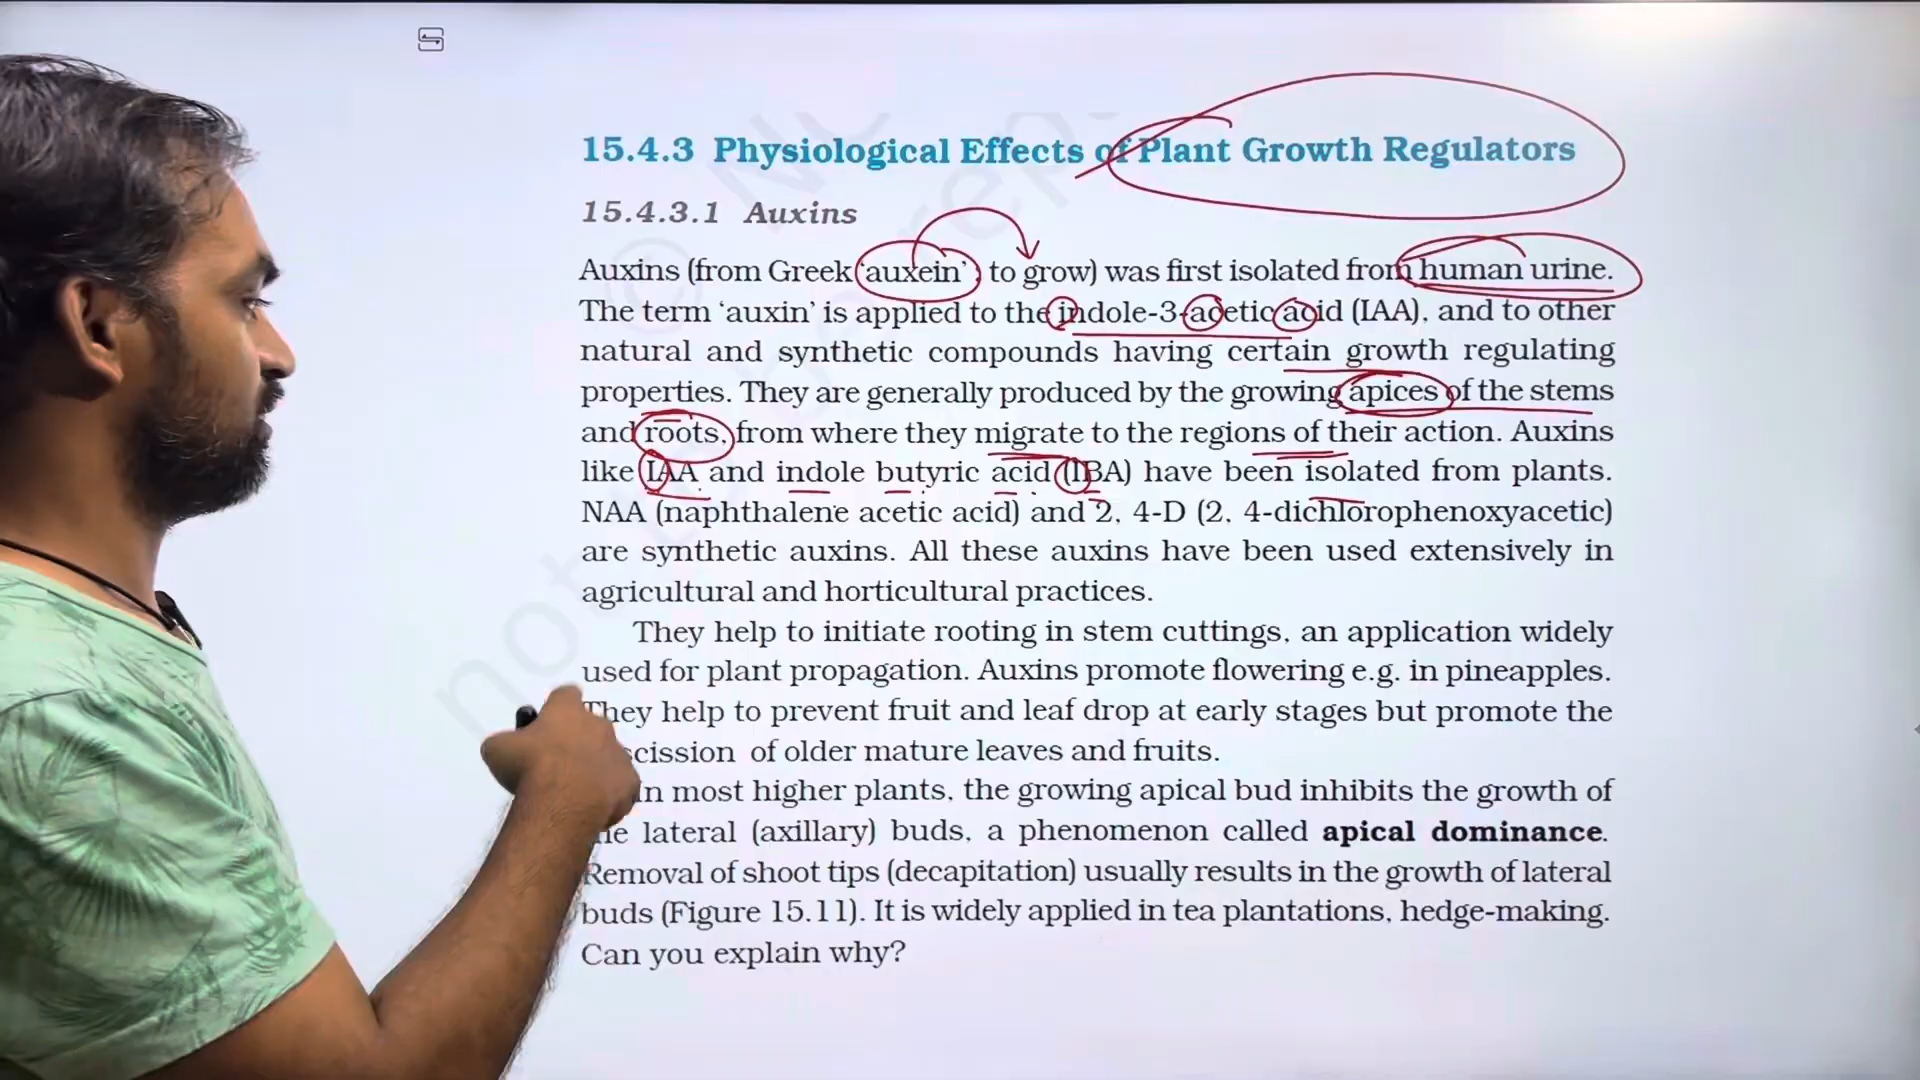 15.4.3 Physiological Effects of Plant Growth Regulators
15.4.3.1 Auxins
Auxins (from Greek 'auxein' : to grow) was first isolated from human urine.
The term ‘auxin’ is applied to the indole-3-acetic acid (IAA), and to other
natural and synthetic compounds having certain growth regulating
properties. They are generally produced by the growing apices of the stems
and roots, from where they migrate to the regions of their action. Auxins
like IAA and indole butyric acid (IBA) have been isolated from plants.
NAA (naphthalene acetic acid) and 2, 4-D (2, 4-dichlorophenoxyacetic)
are synthetic auxins. All these auxins have been used extensively in
agricultural and horticultural practices.
They help to initiate rooting in stem cuttings, an application widely
used for plant propagation. Auxins promote flowering e.g. in pineapples.
They help to prevent fruit and leaf drop at early stages but promote the
scission of older mature leaves and fruits.
In most higher plants, the growing apical bud inhibits the growth of
the lateral (axillary) buds, a phenomenon called apical dominance.
Removal of shoot tips (decapitation) usually results in the growth of lateral
buds (Figure 15.11). It is widely applied in tea plantations, hedge-making.
Can you explain why?